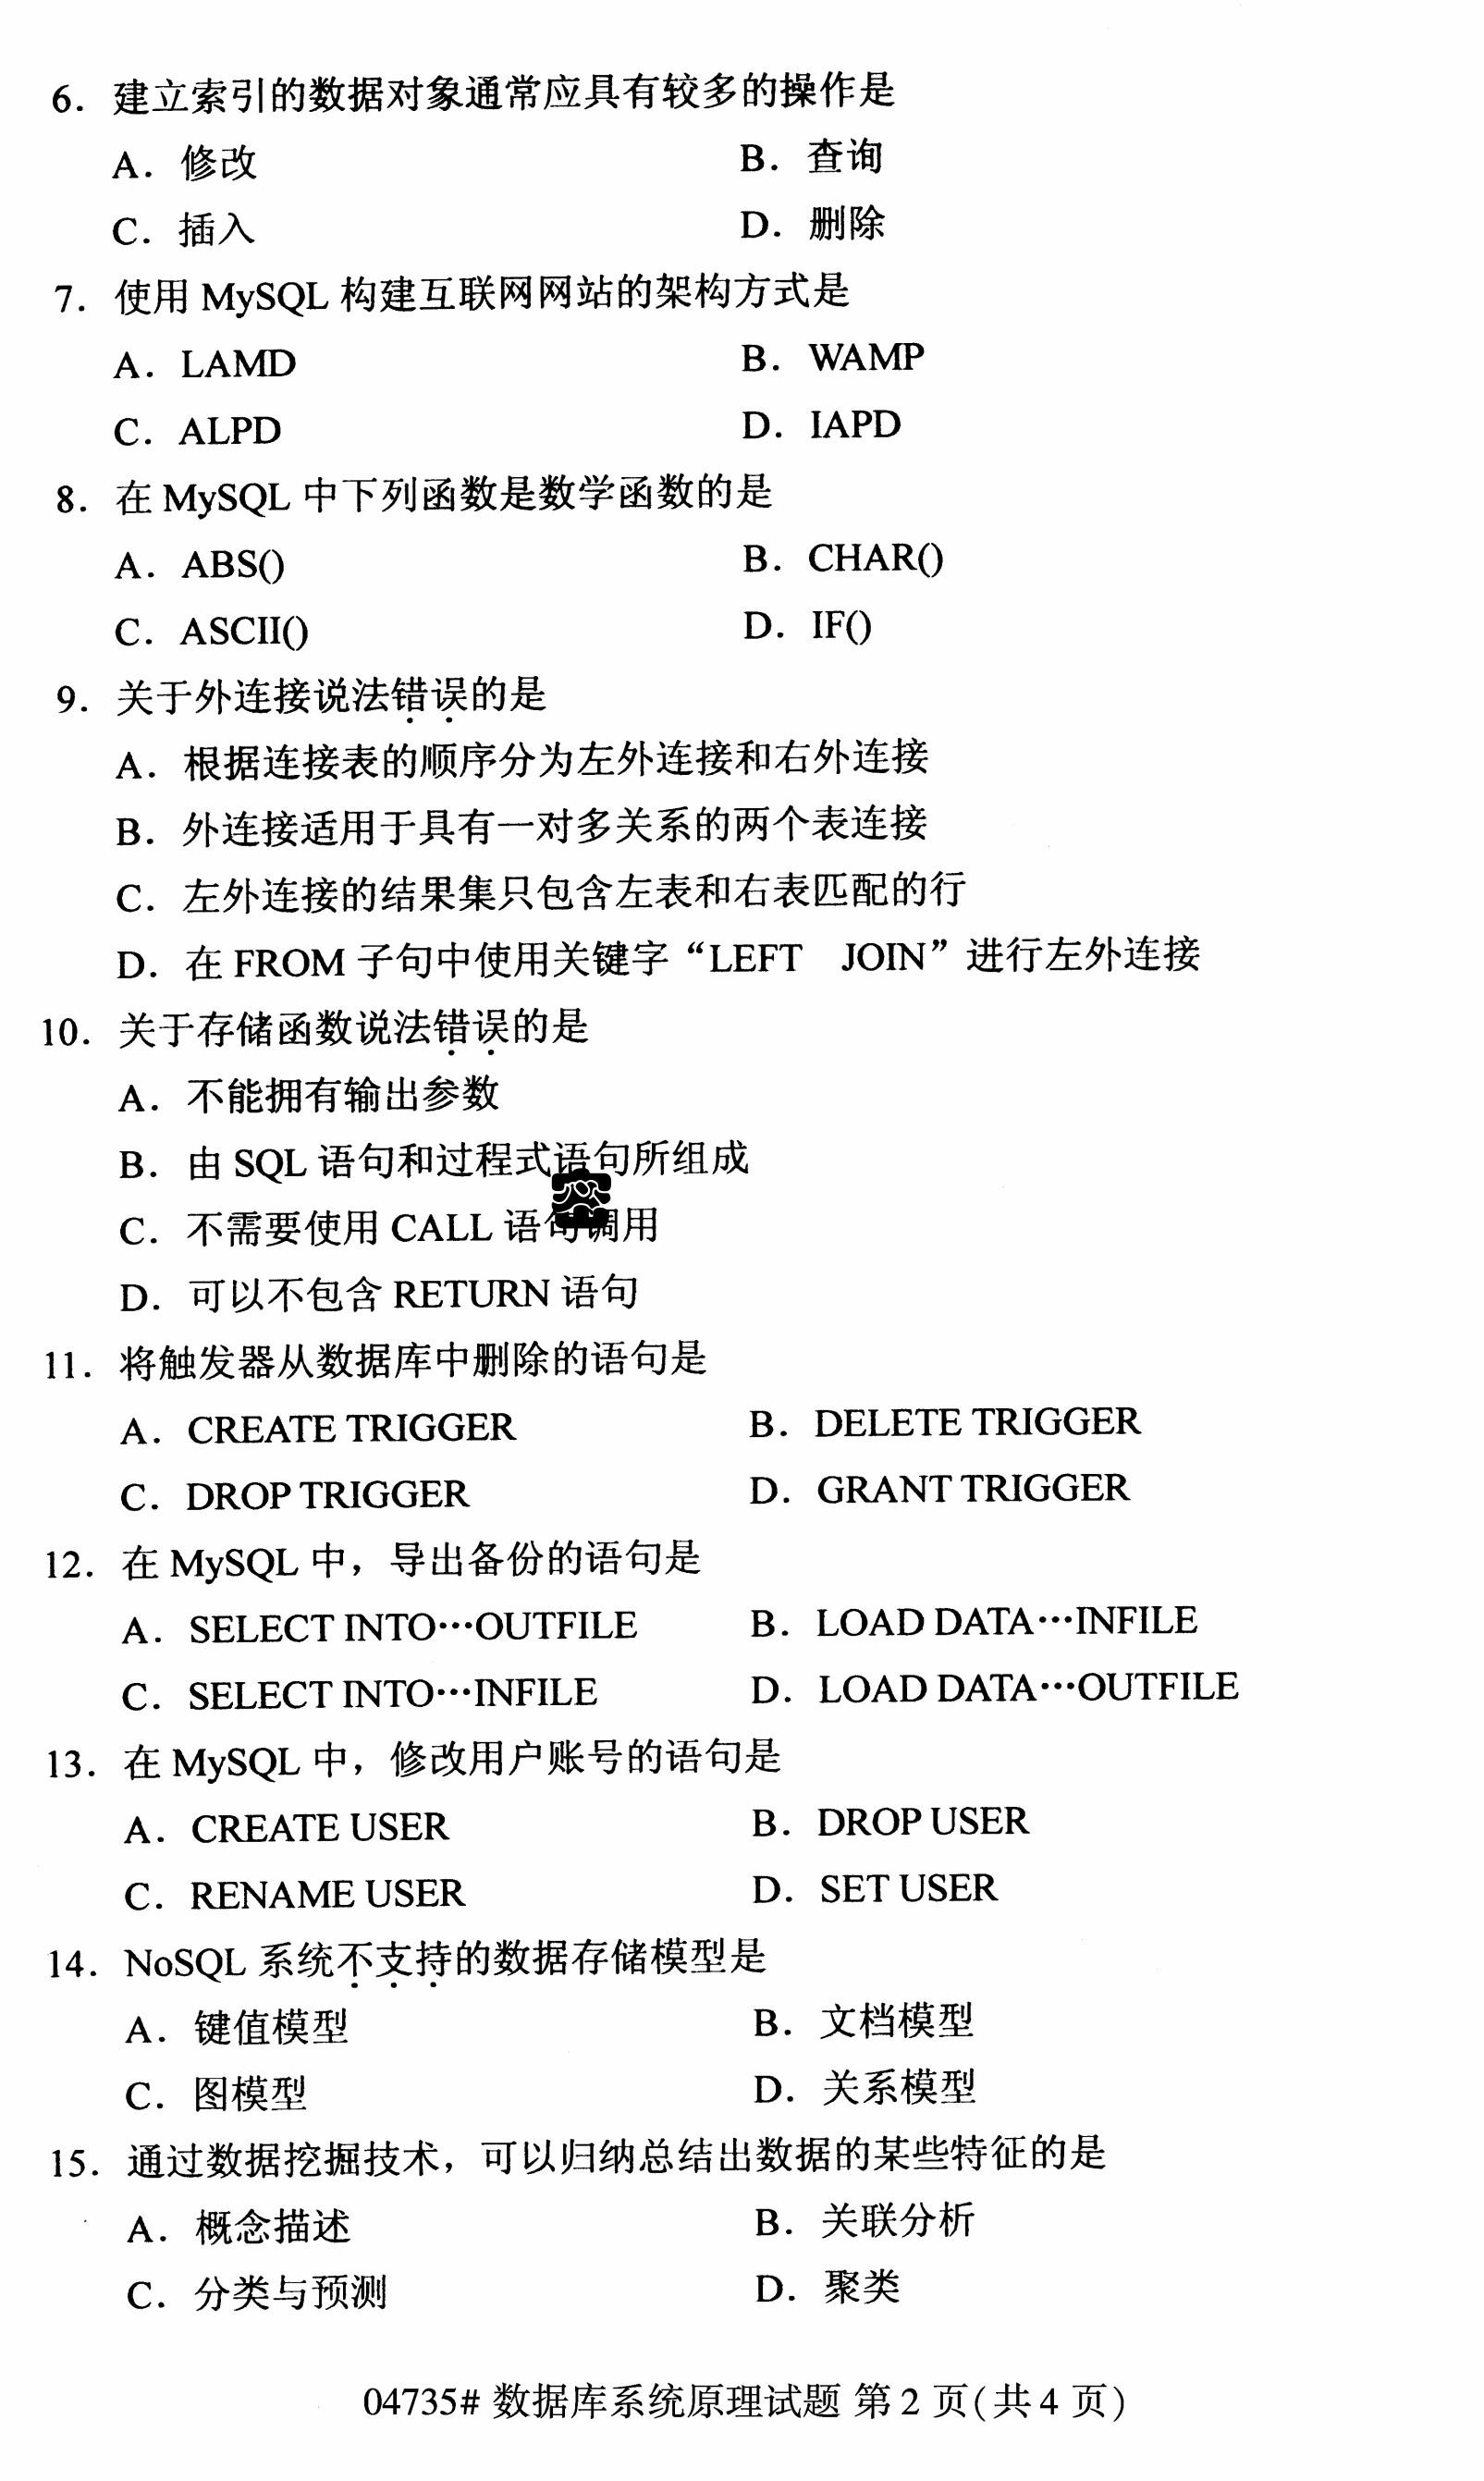 6. 建立索引的数据对象通常应具有较多的操作是
A. 修改 B. 查询
C. 插入 D. 删除
7. 使用 MySQL 构建互联网网站的架构方式是
A. LAMD B. WAMP
C. ALPD D. IAPD
8. 在 MySQL 中下列函数是数学函数的是
A. ABS() B. CHAR()
C. ASCII() D. IF()
9. 关于外连接说法错误的是
A. 根据连接表的顺序分为左外连接和右外连接
B. 外连接适用于具有一对多关系的两个表连接
C. 左外连接的结果集只包含左表和右表匹配的行
D. 在 FROM 子句中使用关键字“LEFT JOIN”进行左外连接
10. 关于存储函数说法错误的是
A. 不能拥有输出参数
B. 由 SQL 语句和过程式语句所组成
C. 不需要使用 CALL 语句调用
D. 可以不包含 RETURN 语句
11. 将触发器从数据库中删除的语句是
A. CREATE TRIGGER B. DELETE TRIGGER
C. DROP TRIGGER D. GRANT TRIGGER
12. 在 MySQL 中，导出备份的语句是
A. SELECT INTO…OUTFILE B. LOAD DATA…INFILE
C. SELECT INTO…INFILE D. LOAD DATA…OUTFILE
13. 在 MySQL 中，修改用户账号的语句是
A. CREATE USER B. DROP USER
C. RENAME USER D. SET USER
14. NoSQL 系统不支持的数据存储模型是
A. 键值模型 B. 文档模型
C. 图模型 D. 关系模型
15. 通过数据挖掘技术，可以归纳总结出数据的某些特征的是
A. 概念描述 B. 关联分析
C. 分类与预测 D. 聚类
04735# 数据库系统原理试题 第 2 页(共 4 页)